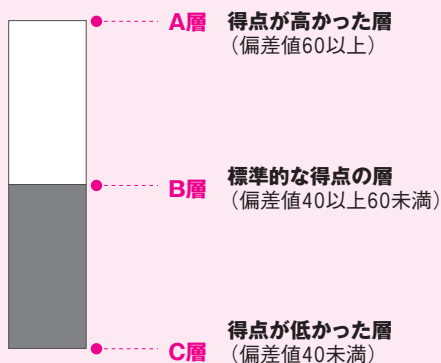 A層 得点が高かった層
（偏差値60以上）
B層 標準的な得点の層
（偏差値40以上60未満）
C層 得点が低かった層
（偏差値40未満）